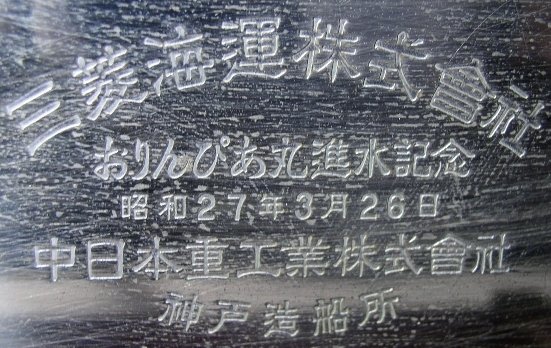 三菱海運株式會社
おりんぴあ丸進水記念
昭和27年3月26日
中日本重工業株式會社
神戸造船所